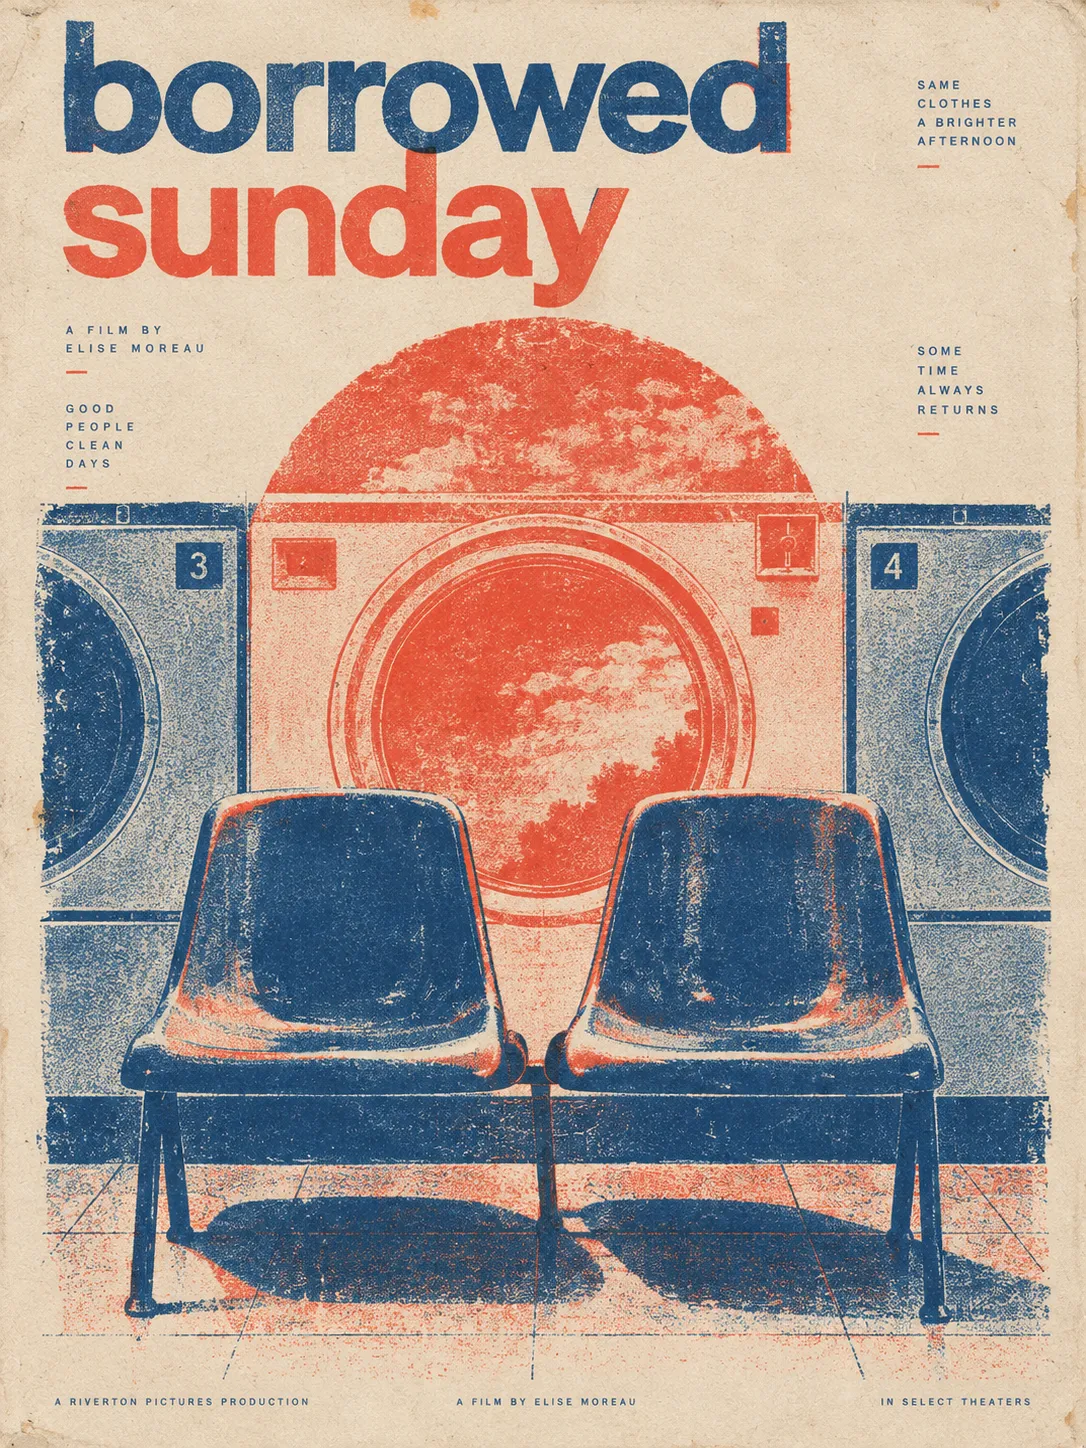 borrowed
sunday
SAME
CLOTHES
A BRIGHTER
AFTERNOON
A FILM BY
ELISE MOREAU
GOOD
PEOPLE
CLEAN
DAYS
SOME
TIME
ALWAYS
RETURNS
3
4
A RIVERTON PICTURES PRODUCTION
A FILM BY ELISE MOREAU
IN SELECT THEATERS